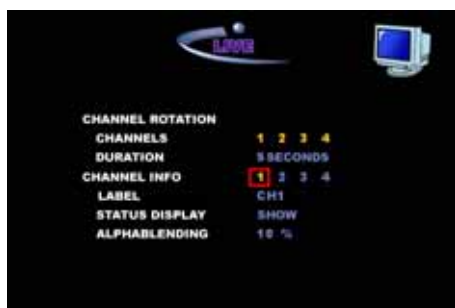 LIVE
CHANNEL ROTATION
CHANNELS 1 2 3 4
DURATION 5 SECONDS
CHANNEL INFO 1 2 3 4
LABEL CH1
STATUS DISPLAY SHOW
ALPHABLENDING 10 %